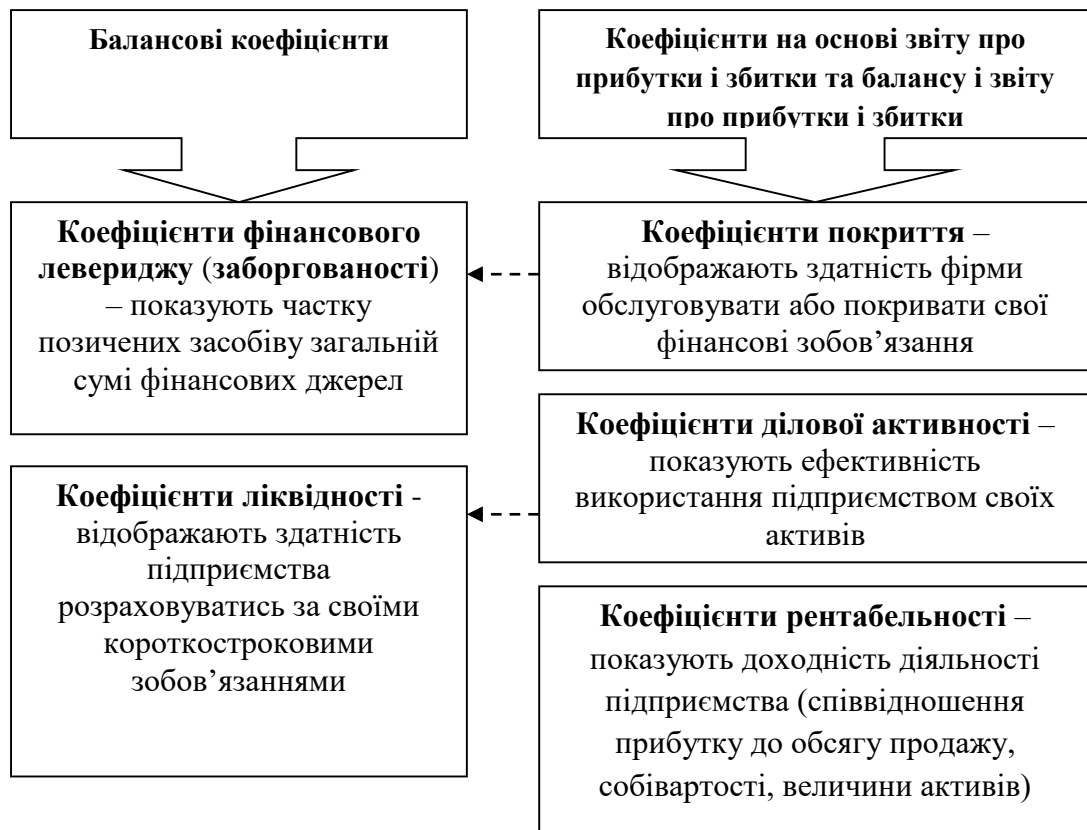 Балансові коефіцієнти
Коефіцієнти на основі звіту про
прибутки і збитки та балансу і звіту
про прибутки і збитки
Коефіцієнти фінансового
левериджу (заборгованості)
– показують частку
позичених засобіву загальній
сумі фінансових джерел
Коефіцієнти покриття –
відображають здатність фірми
обслуговувати або покривати свої
фінансові зобов’язання
Коефіцієнти ліквідності -
відображають здатність
підприємства
розраховуватись за своїми
короткостроковими
зобов’язаннями
Коефіцієнти ділової активності –
показують ефективність
використання підприємством своїх
активів
Коефіцієнти рентабельності –
показують доходність діяльності
підприємства (співвідношення
прибутку до обсягу продажу,
собівартості, величини активів)